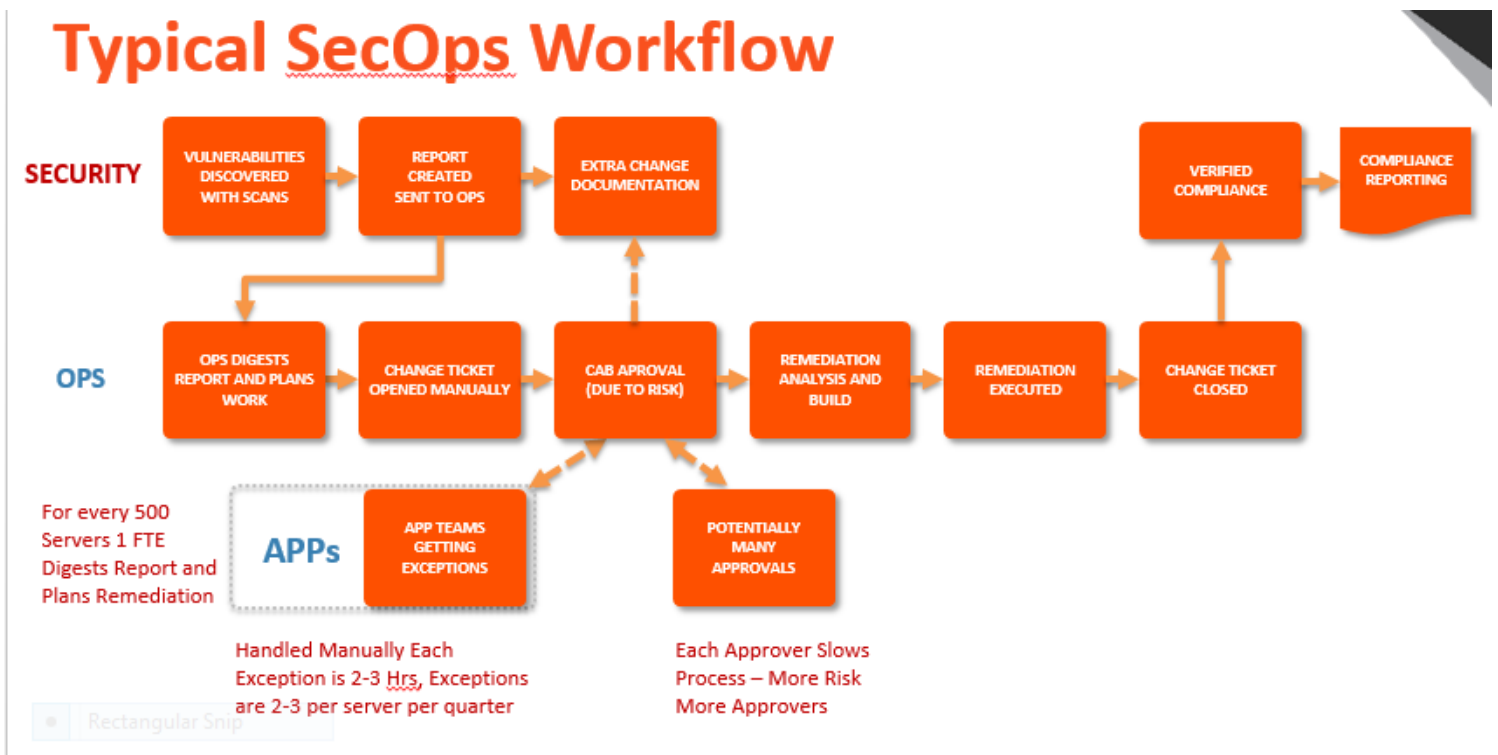 Typical SecOps Workflow
SECURITY
VULNERABILITIES
DISCOVERED
WITH SCANS
REPORT
CREATED
SENT TO OPS
EXTRA CHANGE
DOCUMENTATION
VERIFIED
COMPLIANCE
COMPLIANCE
REPORTING
OPS
OPS DIGESTS
REPORT AND PLANS
WORK
CHANGE TICKET
OPENED MANUALLY
CAB APROVAL
(DUE TO RISK)
REMEDIATION
ANALYSIS AND
BUILD
REMEDIATION
EXECUTED
CHANGE TICKET
CLOSED
For every 500
Servers 1 FTE
Digests Report and
Plans Remediation
APPs
APP TEAMS
GETTING
EXCEPTIONS
POTENTIALLY
MANY
APPROVALS
Handled Manually Each
Exception is 2-3 Hrs, Exceptions
are 2-3 per server per quarter
Each Approver Slows
Process – More Risk
More Approvers
Rectangular Snip